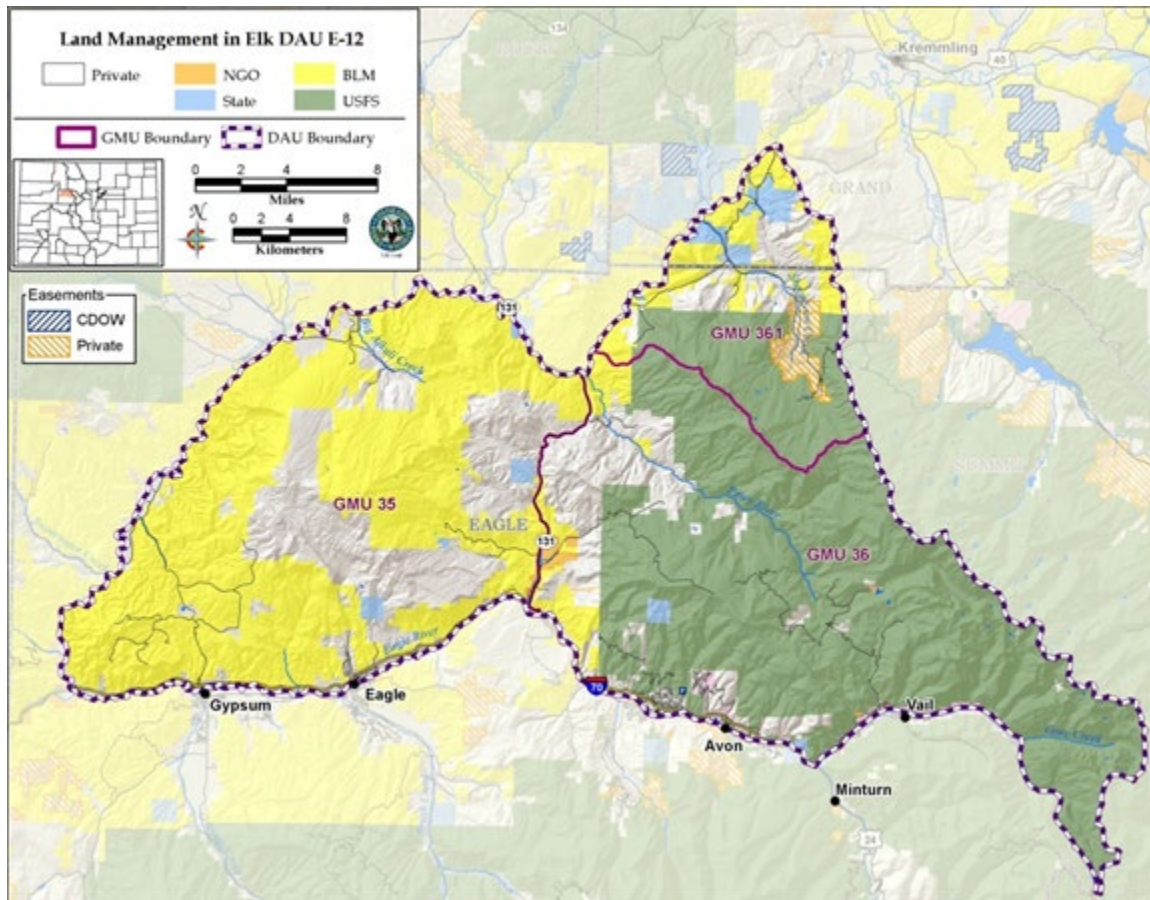 Land Management in Elk DAU E-12
Private
NGO
BLM
State
USFS
GMU Boundary
DAU Boundary
0 2 4 8
Miles
N
0 2 4 8
Kilometers
Easements
CDOW
Private
134
Kremmling
40
GRAND
131
GMU 361
9
SUMMIT
GMU 35
EAGLE
131
GMU 36
Eagle River
70
Gypsum
Eagle
Vail
Avon
Minturn
24